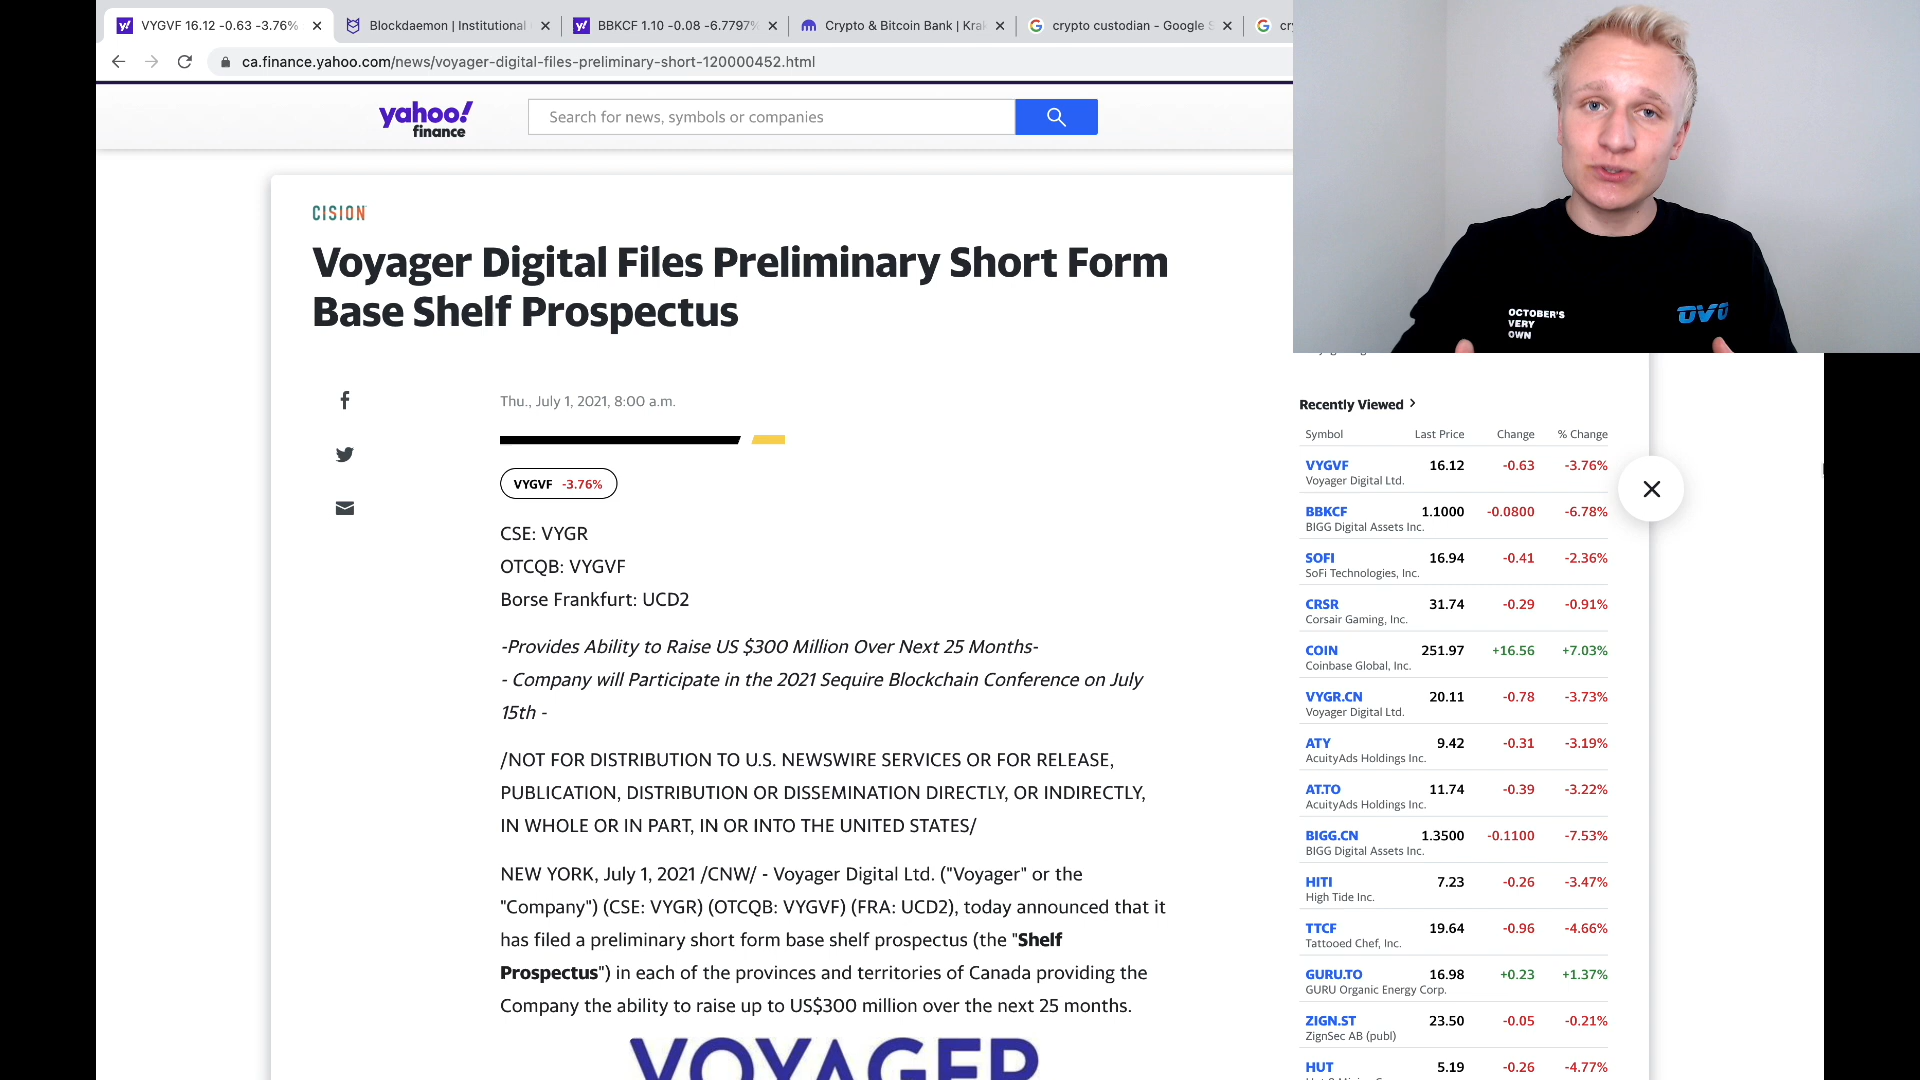 VYGVF 16.12 -0.63 -3.76%
Blockdaemon | Institutional
BBKCF 1.10 -0.08 -6.7797%
Crypto & Bitcoin Bank | Krak
crypto custodian - Google S
cry
ca.finance.yahoo.com/news/voyager-digital-files-preliminary-short-120000452.html
yahoo!
finance
Search for news, symbols or companies
CISION
Voyager Digital Files Preliminary Short Form
Base Shelf Prospectus
OCTOBER'S
VERY
OWN
OVO
Thu., July 1, 2021, 8:00 a.m.
VYGVF -3.76%
CSE: VYGR
OTCQB: VYGVF
Borse Frankfurt: UCD2
-Provides Ability to Raise US $300 Million Over Next 25 Months-
- Company will Participate in the 2021 Sequire Blockchain Conference on July
15th -
/NOT FOR DISTRIBUTION TO U.S. NEWSWIRE SERVICES OR FOR RELEASE,
PUBLICATION, DISTRIBUTION OR DISSEMINATION DIRECTLY, OR INDIRECTLY,
IN WHOLE OR IN PART, IN OR INTO THE UNITED STATES/
NEW YORK, July 1, 2021 /CNW/ - Voyager Digital Ltd. ("Voyager" or the
"Company") (CSE: VYGR) (OTCQB: VYGVF) (FRA: UCD2), today announced that it
has filed a preliminary short form base shelf prospectus (the "Shelf
Prospectus") in each of the provinces and territories of Canada providing the
Company the ability to raise up to US$300 million over the next 25 months.
VOYAGER
Recently Viewed
Symbol Last Price Change % Change
VYGVF 16.12 -0.63 -3.76%
Voyager Digital Ltd.
BBKCF 1.1000 -0.0800 -6.78%
BIGG Digital Assets Inc.
SOFI 16.94 -0.41 -2.36%
SoFi Technologies, Inc.
CRSR 31.74 -0.29 -0.91%
Corsair Gaming, Inc.
COIN 251.97 +16.56 +7.03%
Coinbase Global, Inc.
VYGR.CN 20.11 -0.78 -3.73%
Voyager Digital Ltd.
ATY 9.42 -0.31 -3.19%
AcuityAds Holdings Inc.
AT.TO 11.74 -0.39 -3.22%
AcuityAds Holdings Inc.
BIGG.CN 1.3500 -0.1100 -7.53%
BIGG Digital Assets Inc.
HITI 7.23 -0.26 -3.47%
High Tide Inc.
TTCF 19.64 -0.96 -4.66%
Tattooed Chef, Inc.
GURU.TO 16.98 +0.23 +1.37%
GURU Organic Energy Corp.
ZIGN.ST 23.50 -0.05 -0.21%
ZignSec AB (publ)
HUT 5.19 -0.26 -4.77%